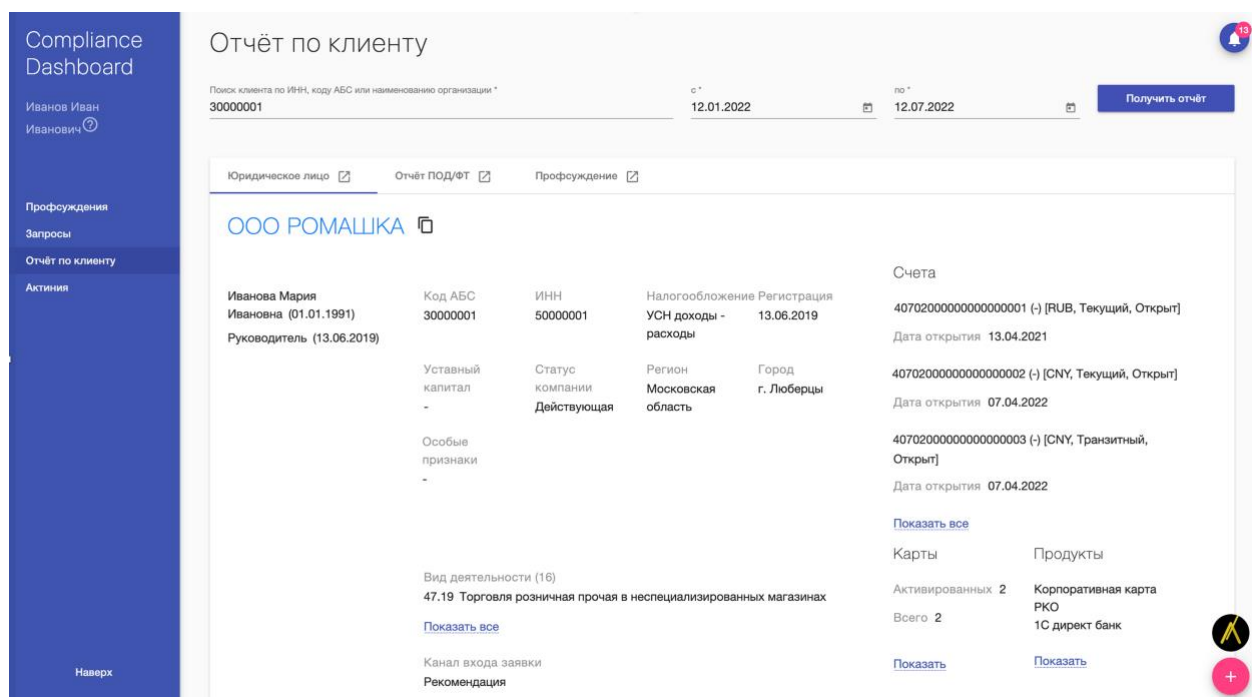 Compliance
Dashboard
Иванов Иван
Иванович
Профсуждения
Запросы
Отчёт по клиенту
Актиния
Наверх
Отчёт по клиенту
13
Поиск клиента по ИНН, коду АБС или наименованию организации *
30000001
с *
12.01.2022
по *
12.07.2022
Получить отчёт
Юридическое лицо
Отчёт ПОД/ФТ
Профсуждение
ООО РОМАШКА
Иванова Мария
Ивановна (01.01.1991)
Руководитель (13.06.2019)
Код АБС
30000001
ИНН
50000001
Налогообложение
УСН доходы -
расходы
Регистрация
13.06.2019
Уставный
капитал
-
Статус
компании
Действующая
Регион
Московская
область
Город
г. Люберцы
Особые
признаки
-
Вид деятельности (16)
47.19 Торговля розничная прочая в неспециализированных магазинах
Показать все
Канал входа заявки
Рекомендация
Счета
40702000000000000001 (-) [RUB, Текущий, Открыт]
Дата открытия 13.04.2021
40702000000000000002 (-) [CNY, Текущий, Открыт]
Дата открытия 07.04.2022
40702000000000000003 (-) [CNY, Транзитный,
Открыт]
Дата открытия 07.04.2022
Показать все
Карты
Активированных 2
Всего 2
Показать
Продукты
Корпоративная карта
РКО
1С директ банк
Показать